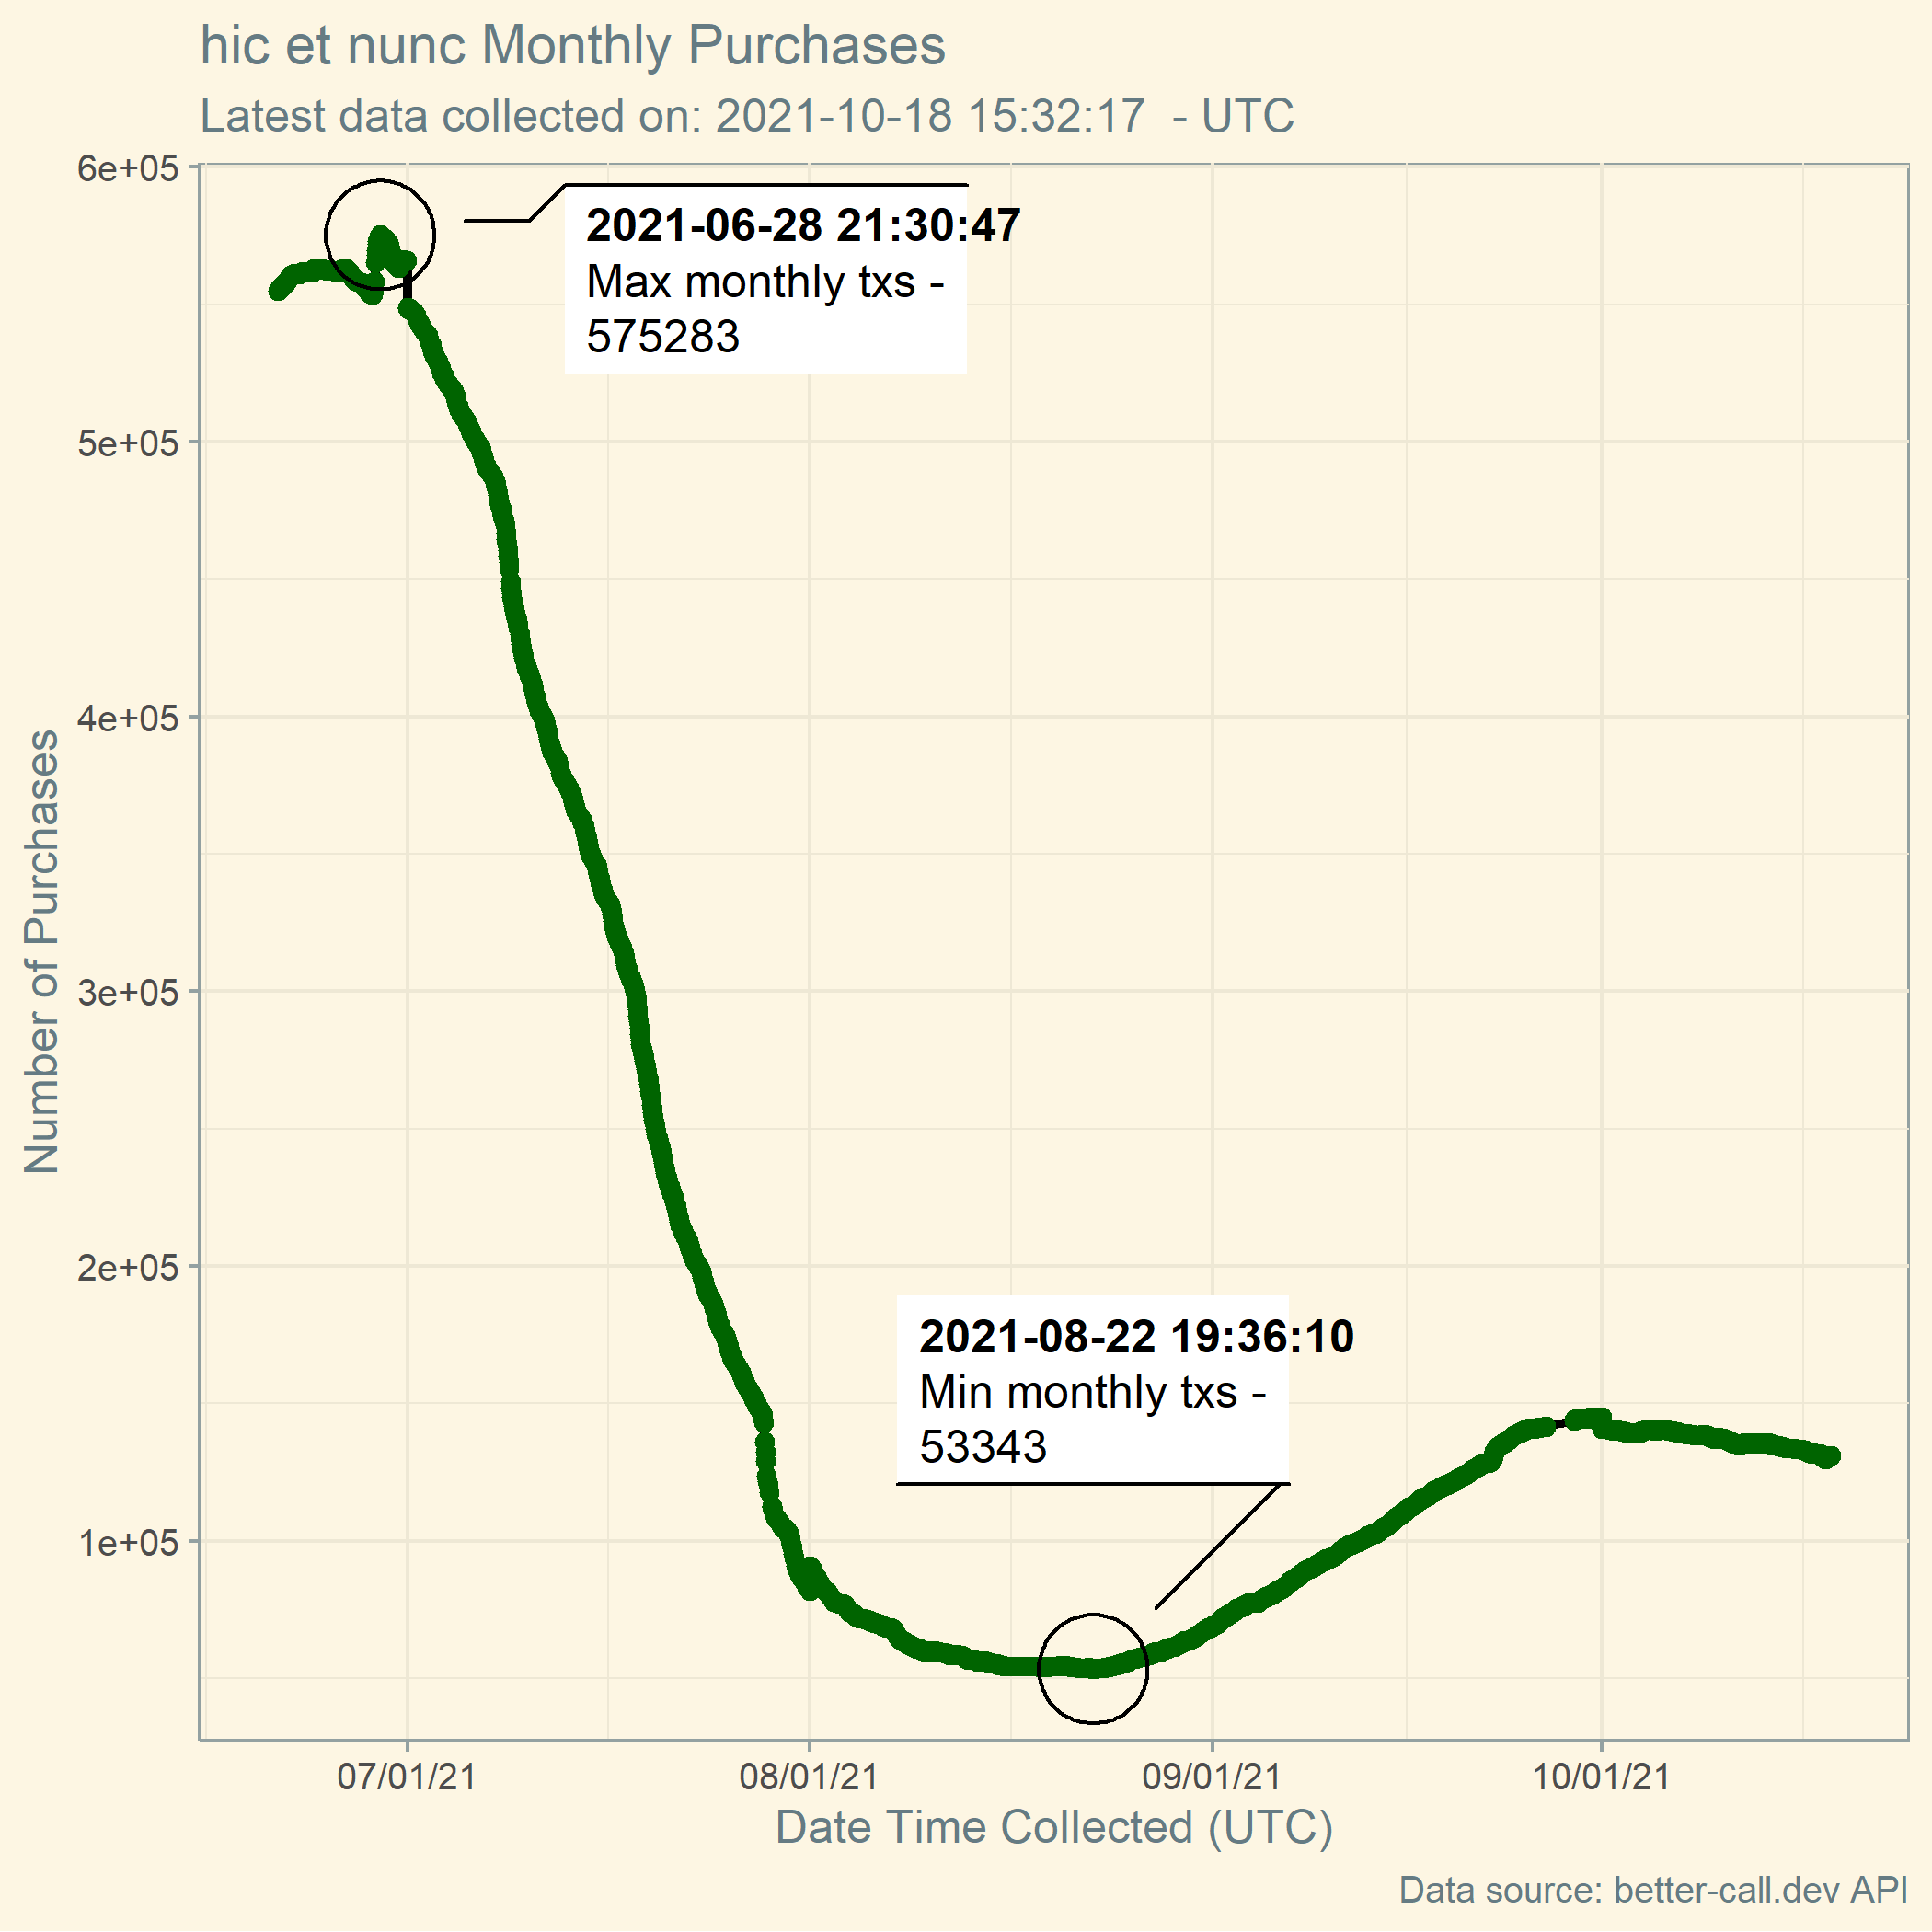 hic et nunc Monthly Purchases
Latest data collected on: 2021-10-18 15:32:17  - UTC
6e+05
5e+05
4e+05
3e+05
2e+05
1e+05
Number of Purchases
2021-06-28 21:30:47
Max monthly txs -
575283
2021-08-22 19:36:10
Min monthly txs -
53343
07/01/21
08/01/21
09/01/21
10/01/21
Date Time Collected (UTC)
Data source: better-call.dev API